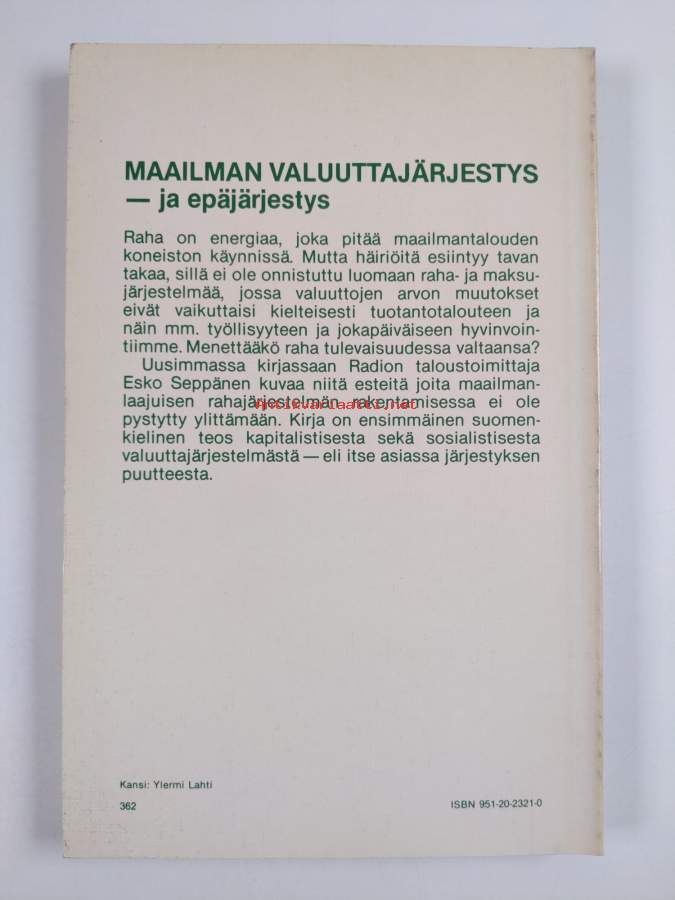 MAAILMAN VALUUTTAJÄRJESTYS
— ja epäjärjestys
Raha on energiaa, joka pitää maailmantalouden
koneiston käynnissä. Mutta häiriöitä esiintyy tavan
takaa, sillä ei ole onnistuttu luomaan raha- ja maksu-
järjestelmää, jossa valuuttojen arvon muutokset
eivät vaikuttaisi kielteisesti tuotantotalouteen ja
näin mm. työllisyyteen ja jokapäiväiseen hyvinvoin-
tiimme. Menettääkö raha tulevaisuudessa valtaansa?
Uusimmassa kirjassaan Radion taloustoimittaja
Esko Seppänen kuvaa niitä esteitä joita maailman-
laajuisen rahajärjestelmän rakentamisessa ei ole
Antikvariaatti.net
pystytty ylittämään. Kirja on ensimmäinen suomen-
kielinen teos kapitalistisesta sekä sosialistisesta
valuuttajärjestelmästä — eli itse asiassa järjestyksen
puutteesta.
Kansi: Ylermi Lahti
362
ISBN 951-20-2321-0